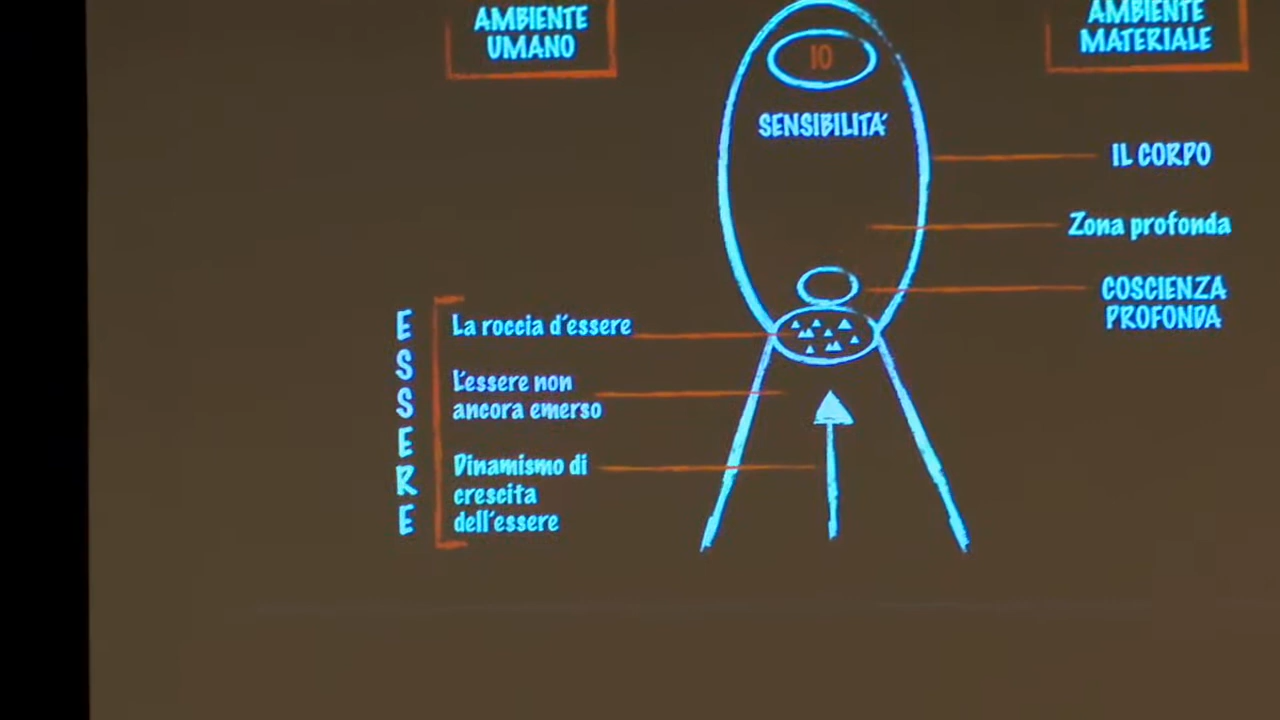 AMBIENTE
UMANO
AMBIENTE
MATERIALE
IO
SENSIBILITA'
IL CORPO
Zona profonda
COSCIENZA
PROFONDA
ESSERE
La roccia d'essere
L'essere non
ancora emerso
Dinamismo di
crescita
dell'essere